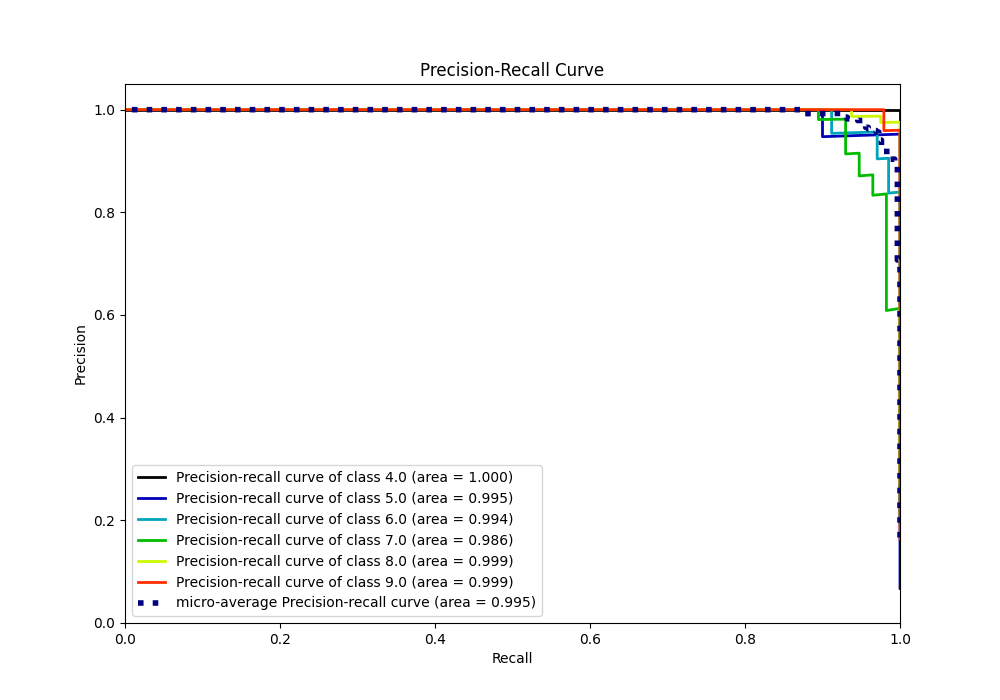 Precision-Recall Curve
1.0
0.8
0.6
0.4
0.2
0.0
Precision
Precision-recall curve of class 4.0 (area = 1.000)
Precision-recall curve of class 5.0 (area = 0.995)
Precision-recall curve of class 6.0 (area = 0.994)
Precision-recall curve of class 7.0 (area = 0.986)
Precision-recall curve of class 8.0 (area = 0.999)
Precision-recall curve of class 9.0 (area = 0.999)
micro-average Precision-recall curve (area = 0.995)
0.0 0.2 0.4 0.6 0.8 1.0
Recall